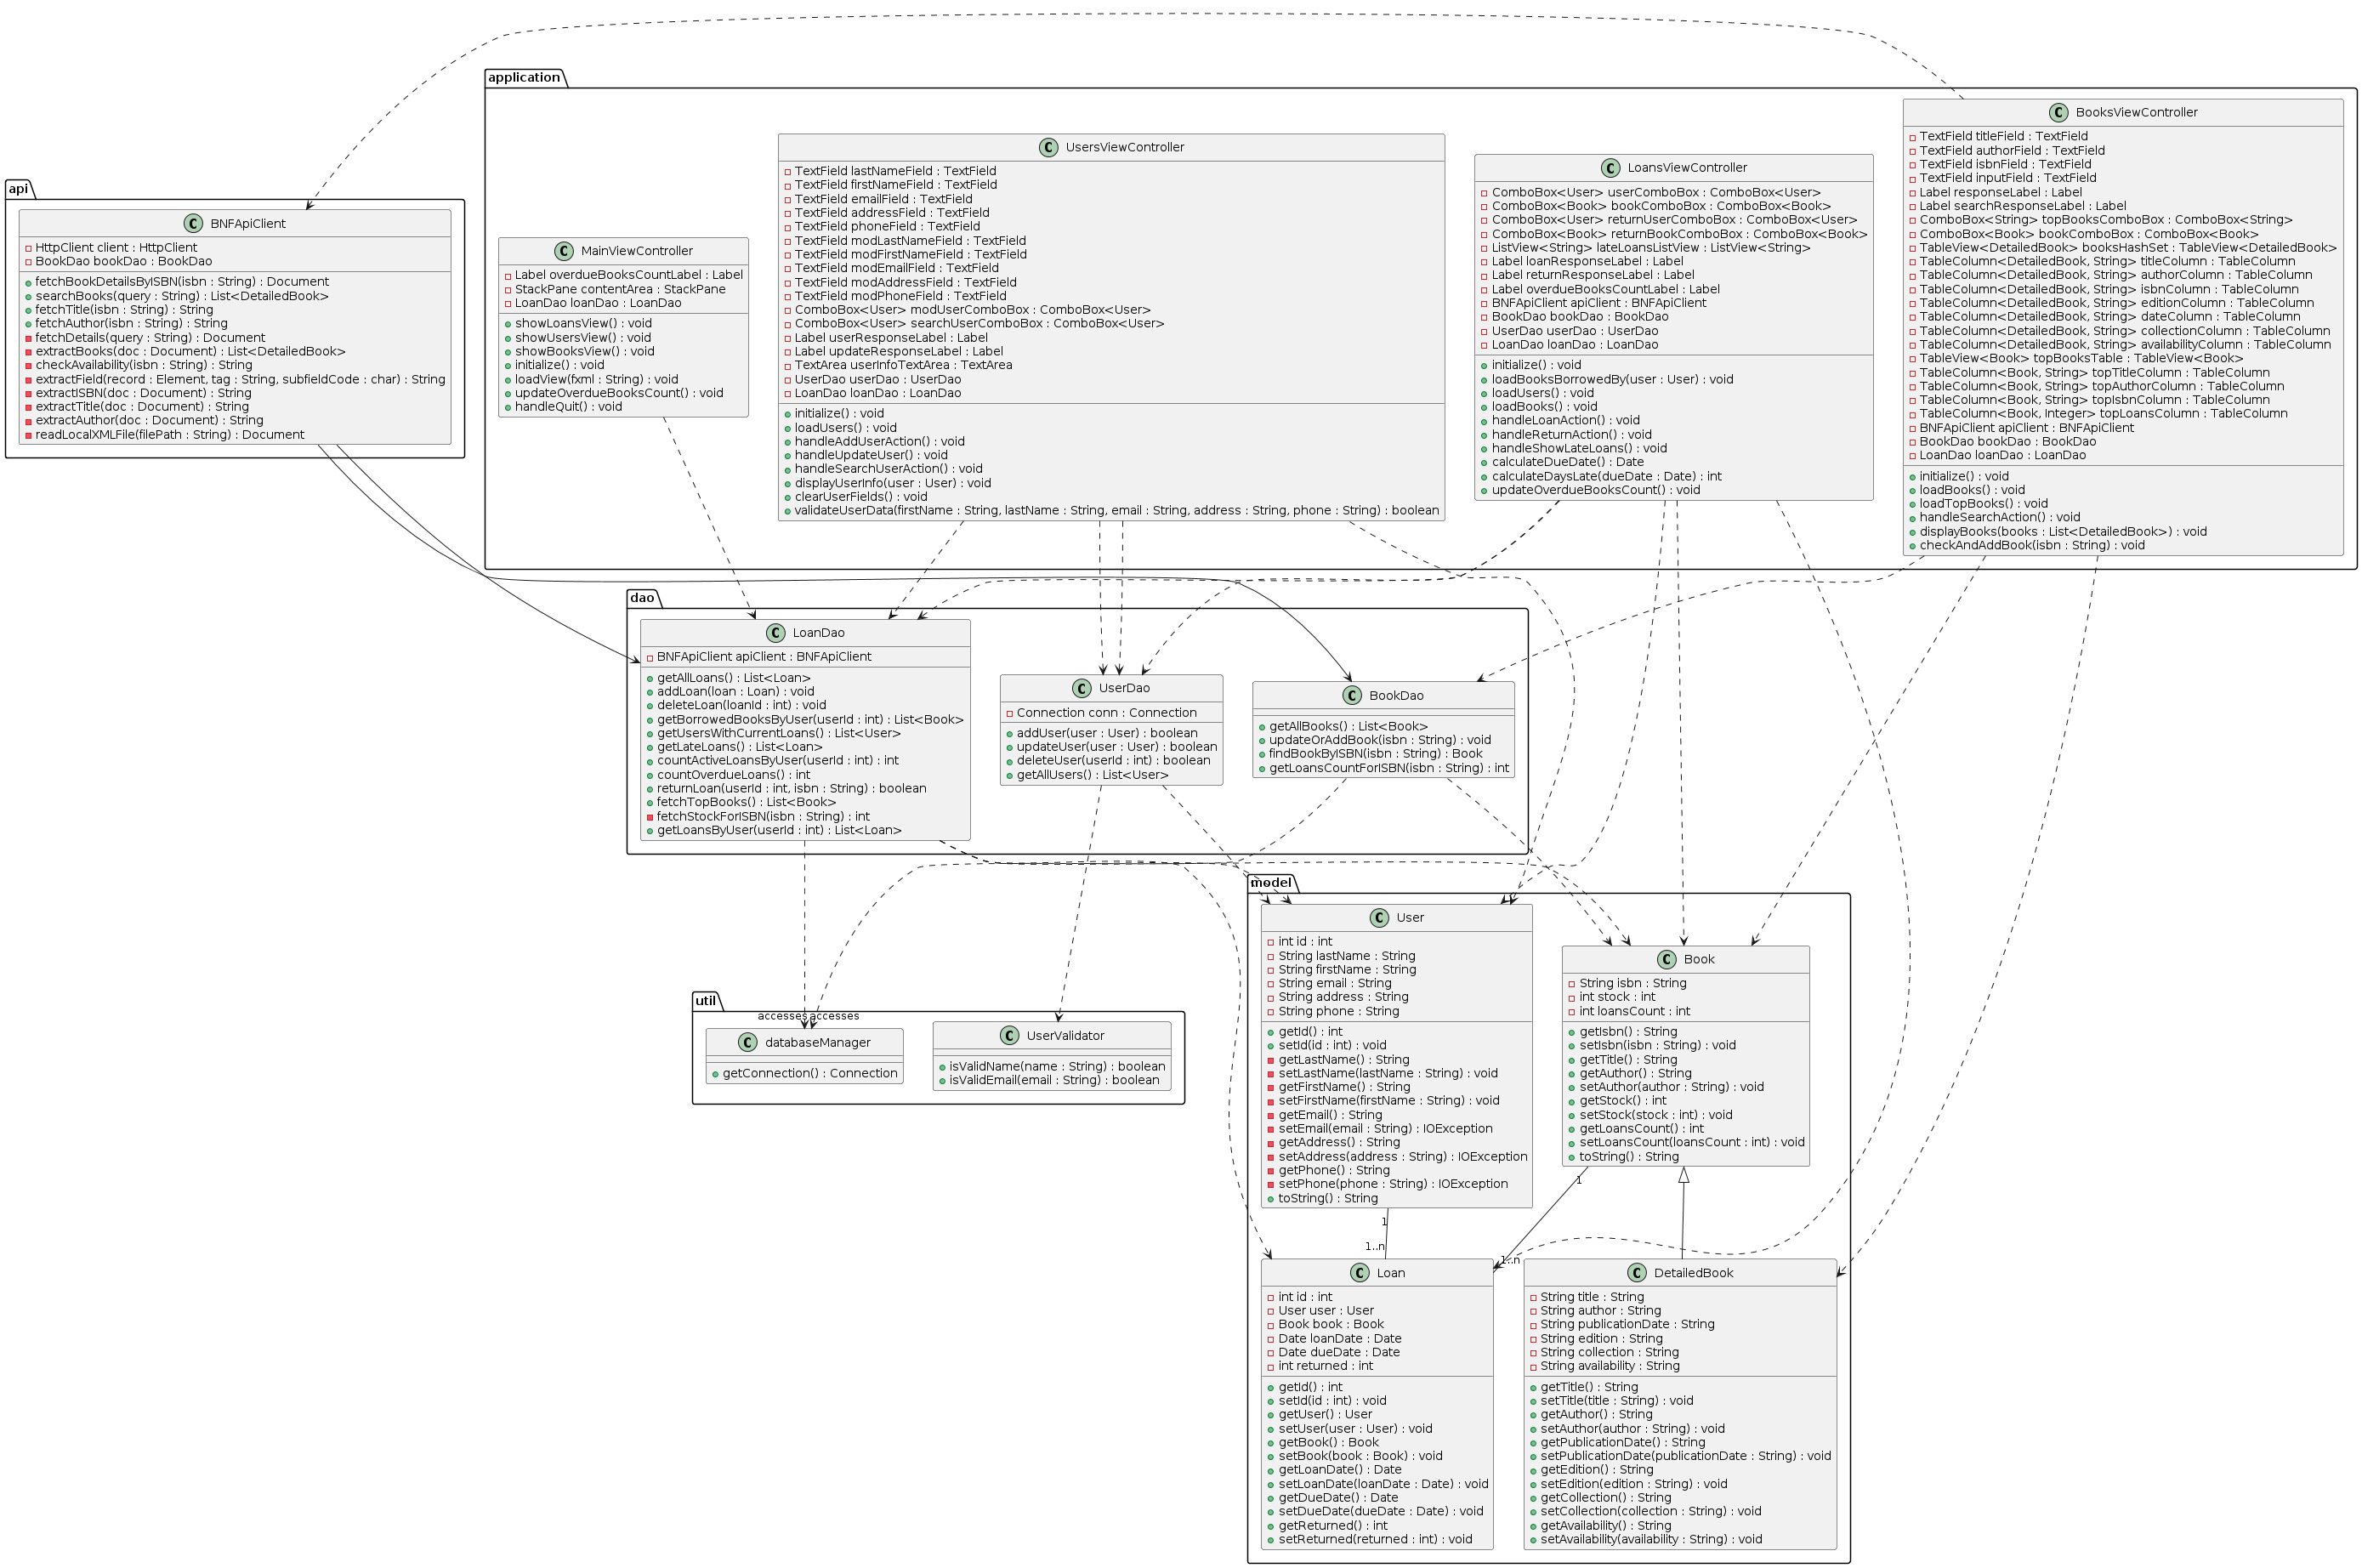 application
BooksViewController
TextField titleField : TextField
TextField authorField : TextField
TextField isbnField : TextField
TextField inputField : TextField
Label responseLabel : Label
Label searchResponseLabel : Label
ComboBox<String> topBooksComboBox : ComboBox<String>
ComboBox<Book> bookComboBox : ComboBox<Book>
TableView<DetailedBook> booksHashSet : TableView<DetailedBook>
TableColumn<DetailedBook, String> titleColumn : TableColumn
TableColumn<DetailedBook, String> authorColumn : TableColumn
TableColumn<DetailedBook, String> isbnColumn : TableColumn
TableColumn<DetailedBook, String> editionColumn : TableColumn
TableColumn<DetailedBook, String> dateColumn : TableColumn
TableColumn<DetailedBook, String> collectionColumn : TableColumn
TableColumn<DetailedBook, String> availabilityColumn : TableColumn
TableView<Book> topBooksTable : TableView<Book>
TableColumn<Book, String> topTitleColumn : TableColumn
TableColumn<Book, String> topAuthorColumn : TableColumn
TableColumn<Book, String> topIsbnColumn : TableColumn
TableColumn<Book, Integer> topLoansColumn : TableColumn
BNFApiClient apiClient : BNFApiClient
BookDao bookDao : BookDao
LoanDao loanDao : LoanDao
initialize() : void
loadBooks() : void
loadTopBooks() : void
handleSearchAction() : void
displayBooks(books : List<DetailedBook>) : void
checkAndAddBook(isbn : String) : void
UsersViewController
TextField lastNameField : TextField
TextField firstNameField : TextField
TextField emailField : TextField
TextField addressField : TextField
TextField phoneField : TextField
TextField modLastNameField : TextField
TextField modFirstNameField : TextField
TextField modEmailField : TextField
TextField modAddressField : TextField
TextField modPhoneField : TextField
ComboBox<User> modUserComboBox : ComboBox<User>
ComboBox<User> searchUserComboBox : ComboBox<User>
Label userResponseLabel : Label
Label updateResponseLabel : Label
TextArea userInfoTextArea : TextArea
UserDao userDao : UserDao
LoanDao loanDao : LoanDao
initialize() : void
loadUsers() : void
handleAddUserAction() : void
handleUpdateUser() : void
handleSearchUserAction() : void
displayUserInfo(user : User) : void
clearUserFields() : void
validateUserData(firstName : String, lastName : String, email : String, address : String, phone : String) : boolean
LoansViewController
ComboBox<User> userComboBox : ComboBox<User>
ComboBox<Book> bookComboBox : ComboBox<Book>
ComboBox<User> returnUserComboBox : ComboBox<User>
ComboBox<Book> returnBookComboBox : ComboBox<Book>
ListView<String> lateLoansListView : ListView<String>
Label loanResponseLabel : Label
Label returnResponseLabel : Label
Label overdueBooksCountLabel : Label
BNFApiClient apiClient : BNFApiClient
BookDao bookDao : BookDao
UserDao userDao : UserDao
LoanDao loanDao : LoanDao
initialize() : void
loadBooksBorrowedBy(user : User) : void
loadUsers() : void
loadBooks() : void
handleLoanAction() : void
handleReturnAction() : void
handleShowLateLoans() : void
calculateDueDate() : Date
calculateDaysLate(dueDate : Date) : int
updateOverdueBooksCount() : void
MainViewController
Label overdueBooksCountLabel : Label
StackPane contentArea : StackPane
LoanDao loanDao : LoanDao
showLoansView() : void
showUsersView() : void
showBooksView() : void
initialize() : void
loadView(fxml : String) : void
updateOverdueBooksCount() : void
handleQuit() : void
api
BNFApiClient
HttpClient client : HttpClient
BookDao bookDao : BookDao
fetchBookDetailsByISBN(isbn : String) : Document
searchBooks(query : String) : List<DetailedBook>
fetchTitle(isbn : String) : String
fetchAuthor(isbn : String) : String
fetchDetails(query : String) : Document
extractBooks(doc : Document) : List<DetailedBook>
checkAvailability(isbn : String) : String
extractField(record : Element, tag : String, subfieldCode : char) : String
extractISBN(doc : Document) : String
extractTitle(doc : Document) : String
extractAuthor(doc : Document) : String
readLocalXMLFile(filePath : String) : Document
dao
LoanDao
BNFApiClient apiClient : BNFApiClient
getAllLoans() : List<Loan>
addLoan(loan : Loan) : void
deleteLoan(loanId : int) : void
getBorrowedBooksByUser(userId : int) : List<Book>
getUsersWithCurrentLoans() : List<User>
getLateLoans() : List<Loan>
countActiveLoansByUser(userId : int) : int
countOverdueLoans() : int
returnLoan(userId : int, isbn : String) : boolean
fetchTopBooks() : List<Book>
fetchStockForISBN(isbn : String) : int
getLoansByUser(userId : int) : List<Loan>
UserDao
Connection conn : Connection
addUser(user : User) : boolean
updateUser(user : User) : boolean
deleteUser(userId : int) : boolean
getAllUsers() : List<User>
BookDao
getAllBooks() : List<Book>
updateOrAddBook(isbn : String) : void
findBookByISBN(isbn : String) : Book
getLoansCountForISBN(isbn : String) : int
model
User
int id : int
String lastName : String
String firstName : String
String email : String
String address : String
String phone : String
getId() : int
setId(id : int) : void
getLastName() : String
setLastName(lastName : String) : void
getFirstName() : String
setFirstName(firstName : String) : void
getEmail() : String
setEmail(email : String) : IOException
getAddress() : String
setAddress(address : String) : IOException
getPhone() : String
setPhone(phone : String) : IOException
toString() : String
Book
String isbn : String
int stock : int
int loansCount : int
getIsbn() : String
setIsbn(isbn : String) : void
getTitle() : String
getAuthor() : String
setAuthor(author : String) : void
getStock() : int
setStock(stock : int) : void
getLoansCount() : int
setLoansCount(loansCount : int) : void
toString() : String
util
accesses
accesses
databaseManager
getConnection() : Connection
UserValidator
isValidName(name : String) : boolean
isValidEmail(email : String) : boolean
1
1
1..n
1..n
Loan
int id : int
User user : User
Book book : Book
Date loanDate : Date
Date dueDate : Date
int returned : int
getId() : int
setId(id : int) : void
getUser() : User
setUser(user : User) : void
getBook() : Book
setBook(book : Book) : void
getLoanDate() : Date
setLoanDate(loanDate : Date) : void
getDueDate() : Date
setDueDate(dueDate : Date) : void
getReturned() : int
setReturned(returned : int) : void
DetailedBook
String title : String
String author : String
String publicationDate : String
String edition : String
String collection : String
String availability : String
getTitle() : String
setTitle(title : String) : void
getAuthor() : String
setAuthor(author : String) : void
getPublicationDate() : String
setPublicationDate(publicationDate : String) : void
getEdition() : String
setEdition(edition : String) : void
getCollection() : String
setCollection(collection : String) : void
getAvailability() : String
setAvailability(availability : String) : void